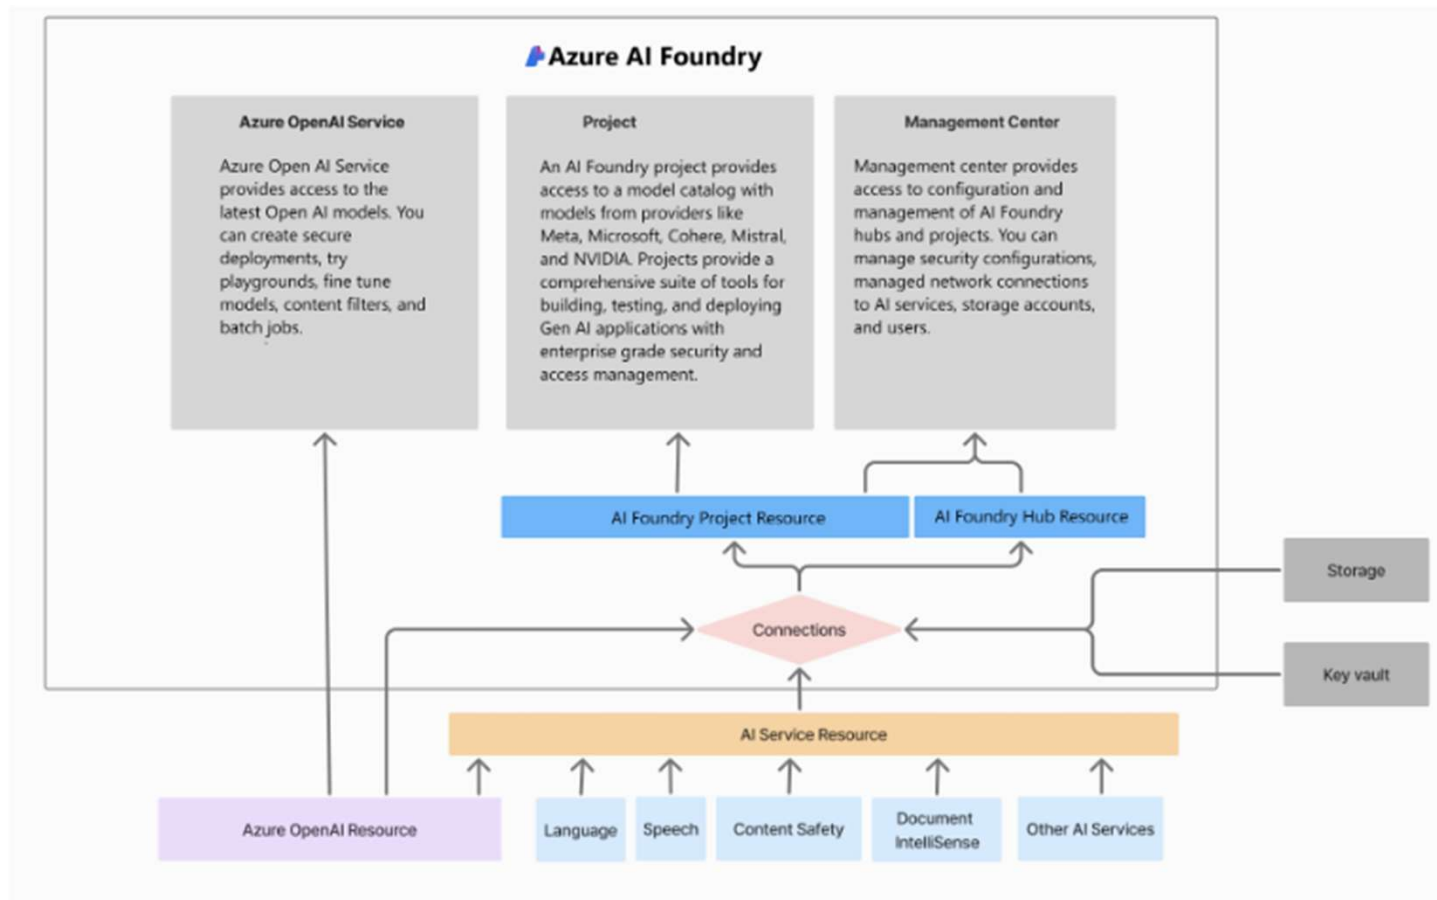 Azure AI Foundry
Azure OpenAI Service
Azure Open AI Service
provides access to the
latest Open AI models. You
can create secure
deployments, try
playgrounds, fine tune
models, content filters, and
batch jobs.
Project
An AI Foundry project provides
access to a model catalog with
models from providers like
Meta, Microsoft, Cohere, Mistral,
and NVIDIA. Projects provide a
comprehensive suite of tools for
building, testing, and deploying
Gen AI applications with
enterprise grade security and
access management.
Management Center
Management center provides
access to configuration and
management of AI Foundry
hubs and projects. You can
manage security configurations,
managed network connections
to AI services, storage accounts,
and users.
AI Foundry Project Resource
AI Foundry Hub Resource
Storage
Connections
Key vault
AI Service Resource
Azure OpenAI Resource
Language
Speech
Content Safety
Document
IntelliSense
Other AI Services